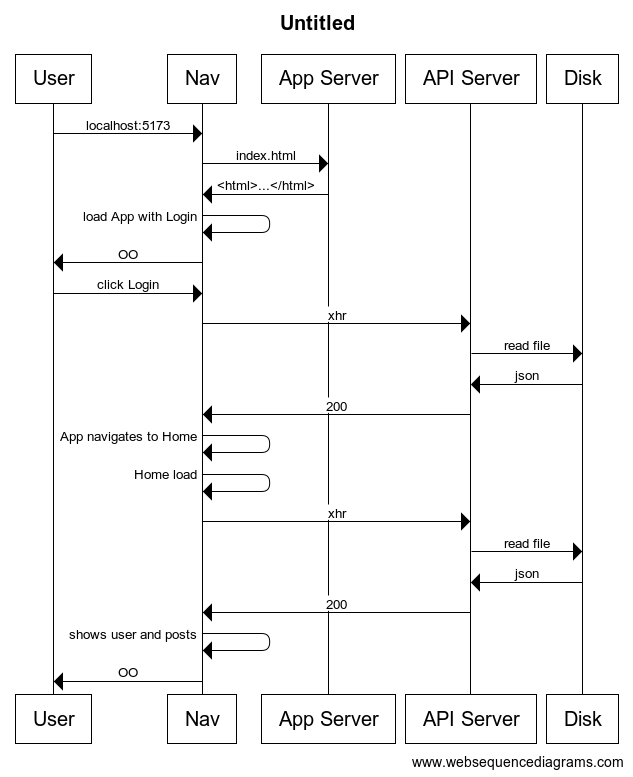 Untitled
User Nav App Server API Server Disk
localhost:5173
index.html
<html>...</html>
load App with Login
OO
click Login
xhr
read file
json
200
App navigates to Home
Home load
xhr
read file
json
200
shows user and posts
OO
User Nav App Server API Server Disk
www.websequencediagrams.com